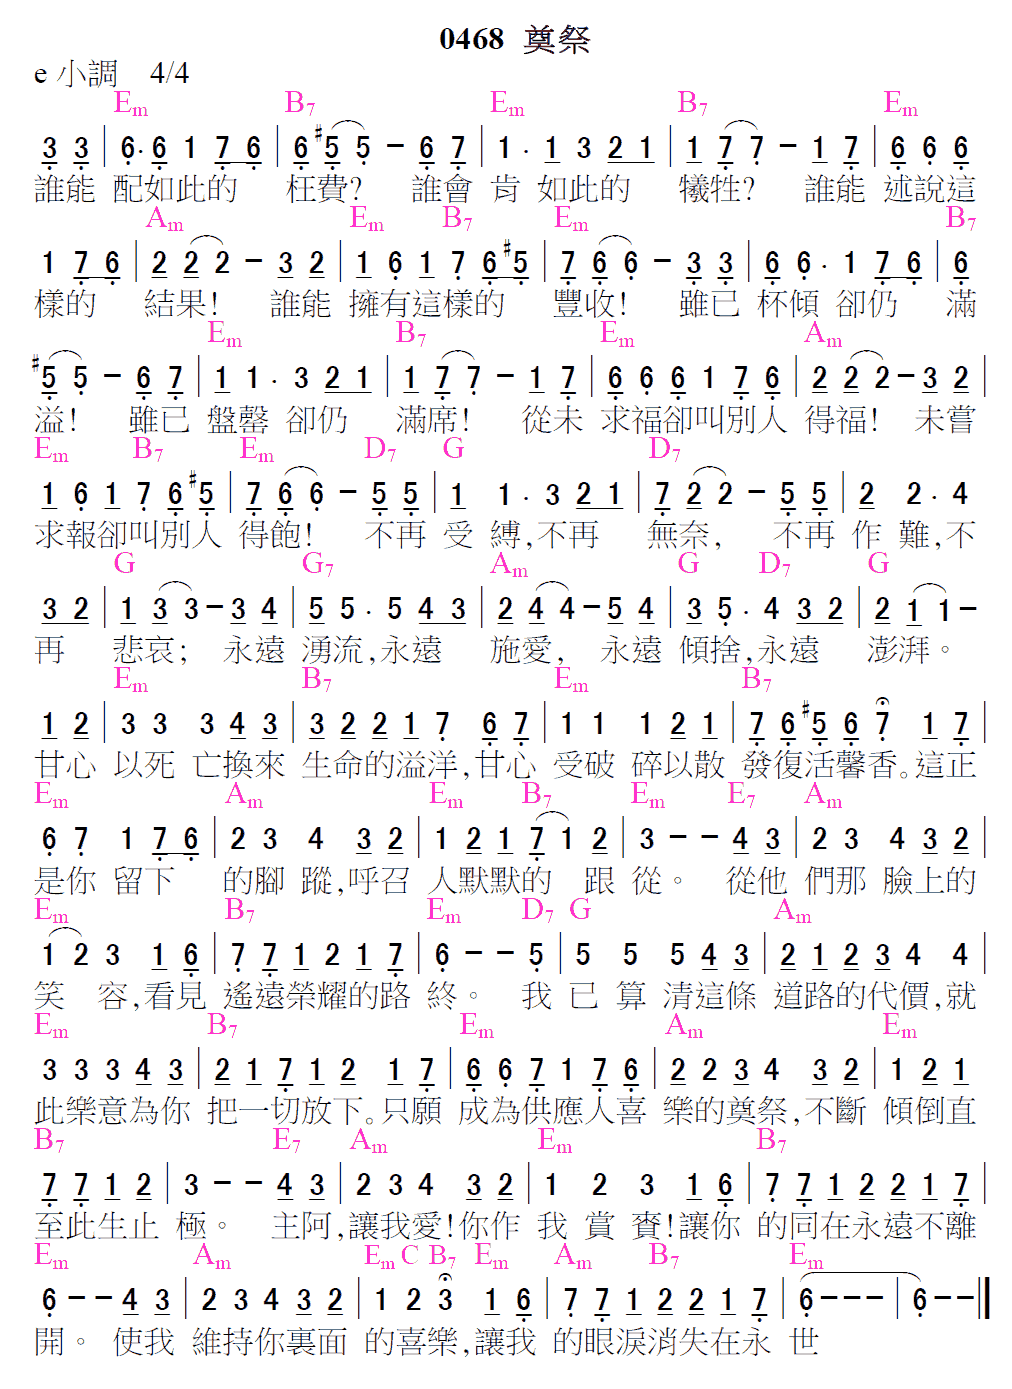 0468 奠祭
e 小調 4/4
Em B7 Em B7 Em
3 3 | 6· 6 1 7 6 | 6 #5 5 – 6 7 | 1 · 1 3 2 1 | 1 7 7 – 1 7 | 6 6 6
誰能 配如此的 枉費? 誰會 肯 如此的 犧牲? 誰能 述說這
Am Em B7 Em B7
1 7 6 | 2 2 2 – 3 2 | 1 6 1 7 6 #5 | 7 6 6 – 3 3 | 6 6 · 1 7 6 | 6
樣的 結果! 誰能 擁有這樣的 豐收! 雖已 杯傾 卻仍 滿
Em B7 Em Am
#5 5 – 6 7 | 1 1 · 3 2 1 | 1 7 7 – 1 7 | 6 6 6 1 7 6 | 2 2 2 – 3 2 |
溢! 雖已 盤罄 卻仍 滿席! 從未 求福卻叫別人 得福! 未嘗
Em B7 Em D7 G D7
1 6 1 7 6 #5 | 7 6 6 – 5 5 | 1 1 · 3 2 1 | 7 2 2 – 5 5 | 2 2 · 4
求報卻叫別人 得飽! 不再 受 縛,不再 無奈, 不再 作 難,不
G G7 Am G D7 G
3 2 | 1 3 3 – 3 4 | 5 5 · 5 4 3 | 2 4 4 – 5 4 | 3 5 · 4 3 2 | 2 1 1 –
再 悲哀; 永遠 湧流,永遠 施愛, 永遠 傾捨,永遠 澎湃。
Em B7 Em B7
1 2 | 3 3 3 4 3 | 3 2 2 1 7 6 7 | 1 1 1 2 1 | 7 6 #5 6 7 1 7 |
甘心 以死 亡換來 生命的溢洋,甘心 受破 碎以散 發復活馨香。這正
Em Am Em B7 Em E7 Am
6 7 1 7 6 | 2 3 4 3 2 | 1 2 1 7 1 2 | 3 – – 4 3 | 2 3 4 3 2 |
是你 留下 的腳 蹤,呼召 人默默的 跟 從。 從他 們那 臉上的
Em B7 Em D7 G Am
1 2 3 1 6 | 7 7 1 2 1 7 | 6 – – 5 | 5 5 5 4 3 | 2 1 2 3 4 4 |
笑 容,看見 遙遠榮耀的路 終。 我 已 算 清這條 道路的代價,就
Em B7 Em Am Em
3 3 3 4 3 | 2 1 7 1 2 1 7 | 6 6 7 1 7 6 | 2 2 3 4 3 2 | 1 2 1
此樂意為你 把一切放下。只願 成為供應人喜 樂的奠祭,不斷 傾倒直
B7 E7 Am Em B7
7 7 1 2 | 3 – – 4 3 | 2 3 4 3 2 | 1 2 3 1 6 | 7 7 1 2 2 1 7 |
至此生止 極。 主阿,讓我愛!你作 我 賞 賚!讓你 的同在永遠不離
Em Am Em C B7 Em Am B7 Em
6 – – 4 3 | 2 3 4 3 2 | 1 2 3 1 6 | 7 7 1 2 2 1 7 | 6 – – – | 6 – – ||
開。 使我 維持你裏面 的喜樂,讓我 的眼淚消失在永 世